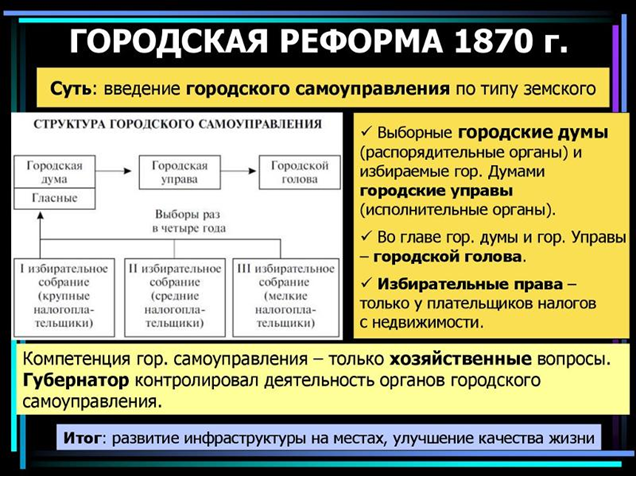 ГОРОДСКАЯ РЕФОРМА 1870 г.
Суть: введение городского самоуправления по типу земского
СТРУКТУРА ГОРОДСКОГО САМОУПРАВЛЕНИЯ
Городская
дума
Гласные
Городская
управа
Городской
голова
Выборы раз
в четыре года
I избирательное
собрание
(крупные
налогопла-
тельщики)
II избирательное
собрание
(средние
налогопла-
тельщики)
III избирательное
собрание
(мелкие
налогопла-
тельщики)
✓ Выборные городские думы
(распорядительные органы) и
избираемые гор. Думами
городские управы
(исполнительные органы).
✓ Во главе гор. думы и гор. Управы
– городской голова.
✓ Избирательные права –
только у плательщиков налогов
с недвижимости.
Компетенция гор. самоуправления – только хозяйственные вопросы.
Губернатор контролировал деятельность органов городского
самоуправления.
Итог: развитие инфраструктуры на местах, улучшение качества жизни